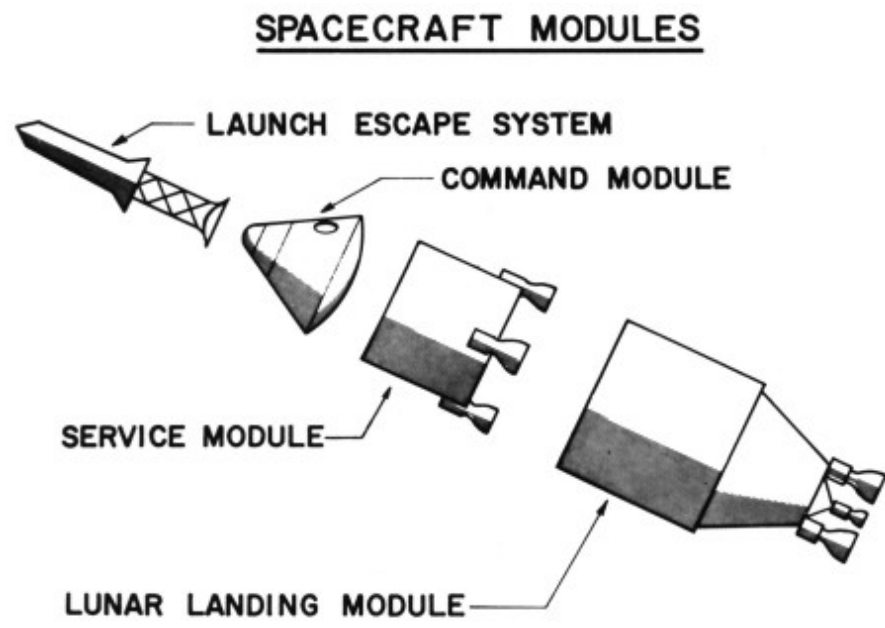 SPACECRAFT MODULES
LAUNCH ESCAPE SYSTEM
COMMAND MODULE
SERVICE MODULE
LUNAR LANDING MODULE